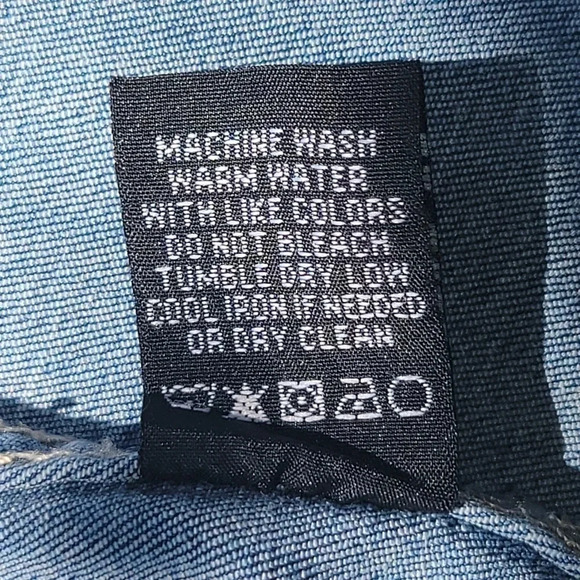 MACHINE WASH
WARM WATER
WITH LIKE COLORS
DO NOT BLEACH
TUMBLE DRY LOW
COOL IRON IF NEEDED
OR DRY CLEAN